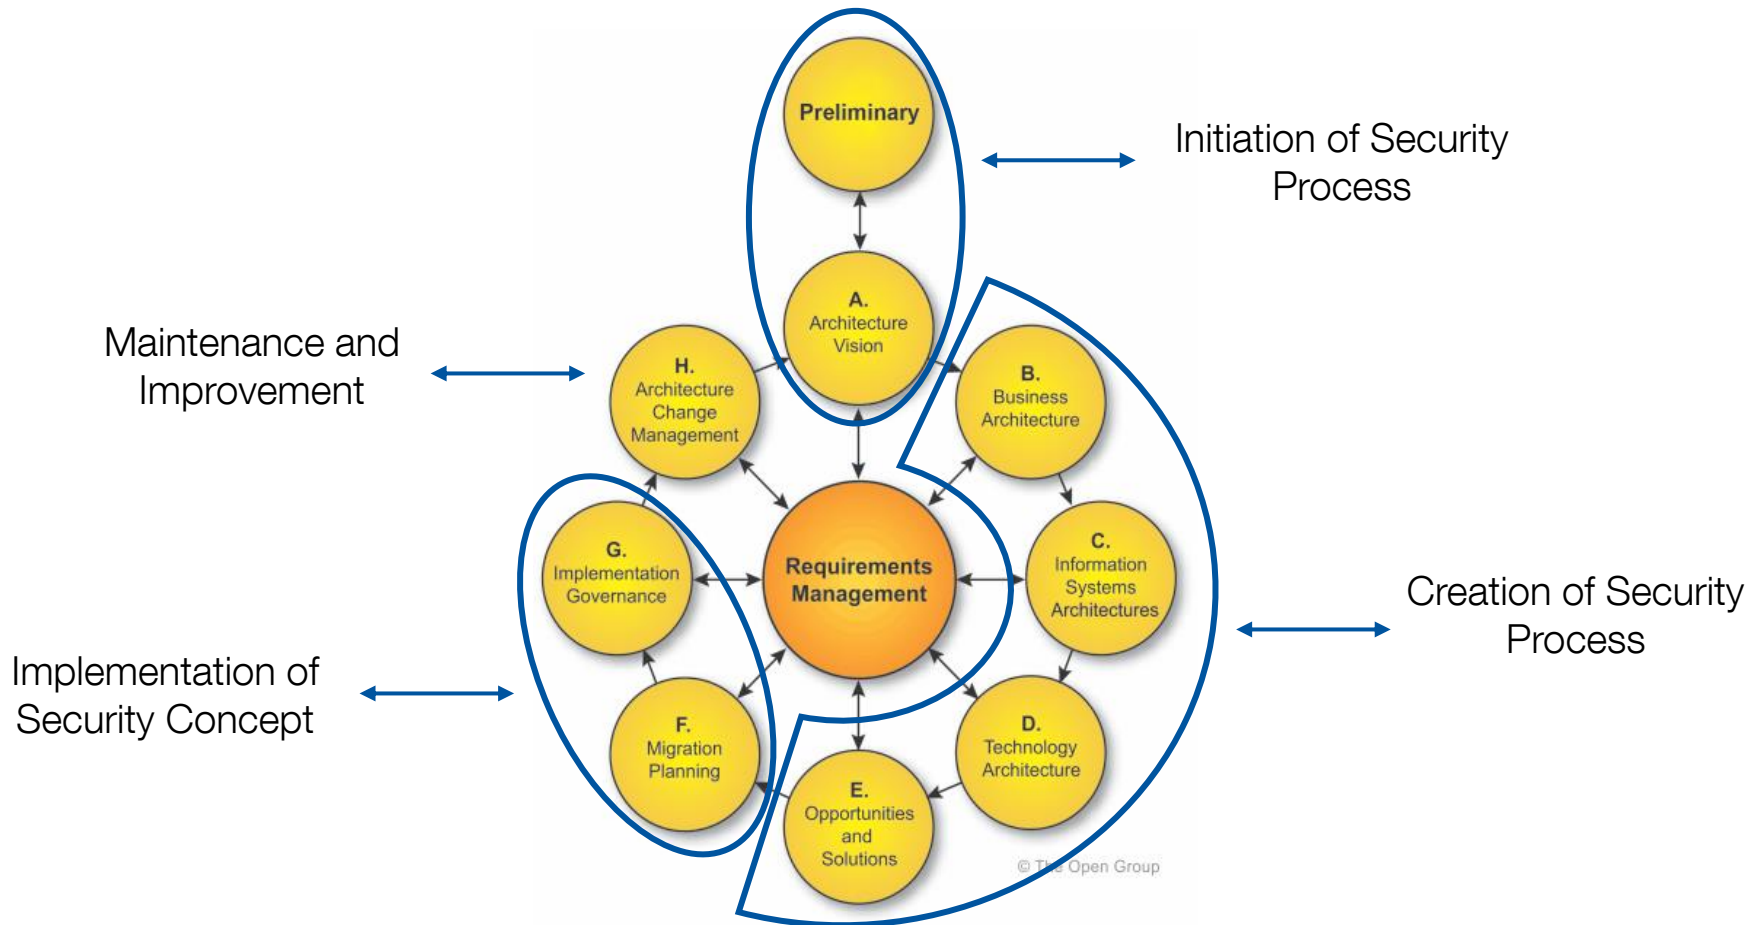 Preliminary
Initiation of Security
Process
A.
Architecture
Vision
Maintenance and
Improvement
H.
Architecture
Change
Management
B.
Business
Architecture
G.
Implementation
Governance
Requirements
Management
C.
Information
Systems
Architectures
Creation of Security
Process
Implementation of
Security Concept
F.
Migration
Planning
D.
Technology
Architecture
E.
Opportunities
and
Solutions
© The Open Group